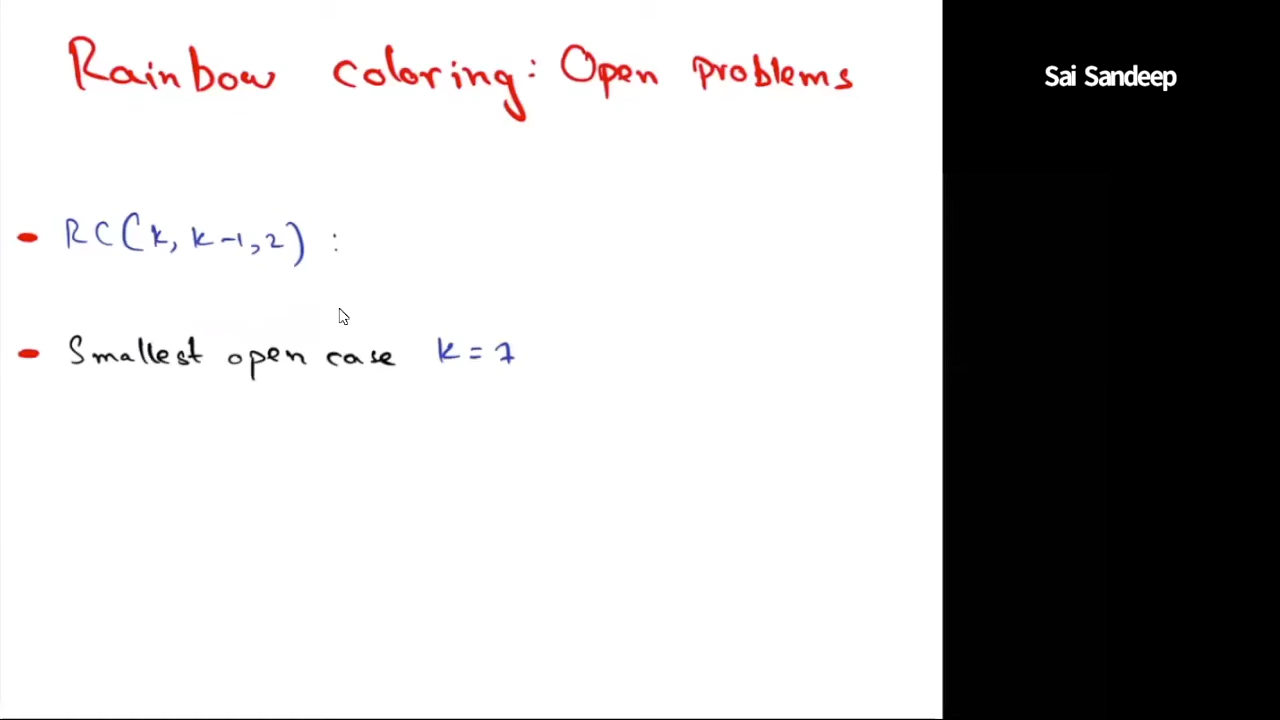 Rainbow coloring: Open problems
Sai Sandeep
RC(k, k-1, 2) :
Smallest open case k = 7